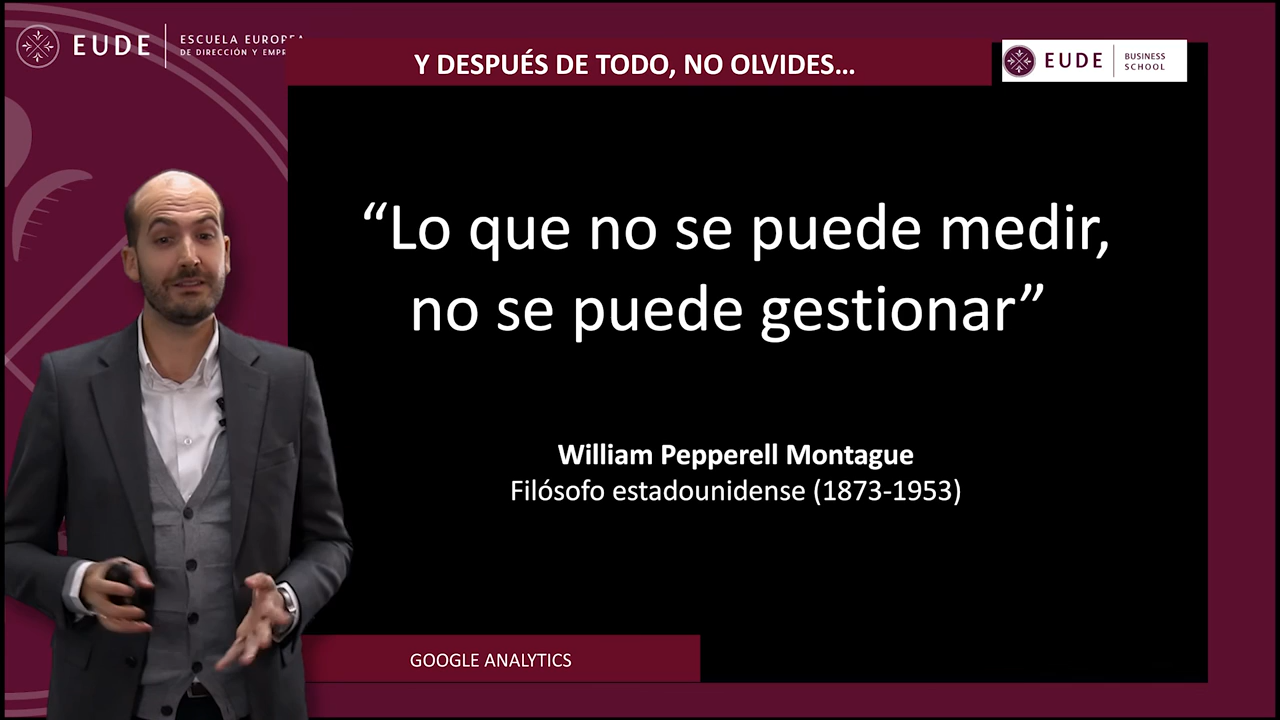 EUDE
ESCUELA EUROPEA
DE DIRECCIÓN Y
Y DESPUÉS DE TODO, NO OLVIDES...
EUDE
BUSINESS
SCHOOL
“Lo que no se puede medir,
no se puede gestionar”
William Pepperell Montague
Filósofo estadounidense (1873-1953)
GOOGLE ANALYTICS